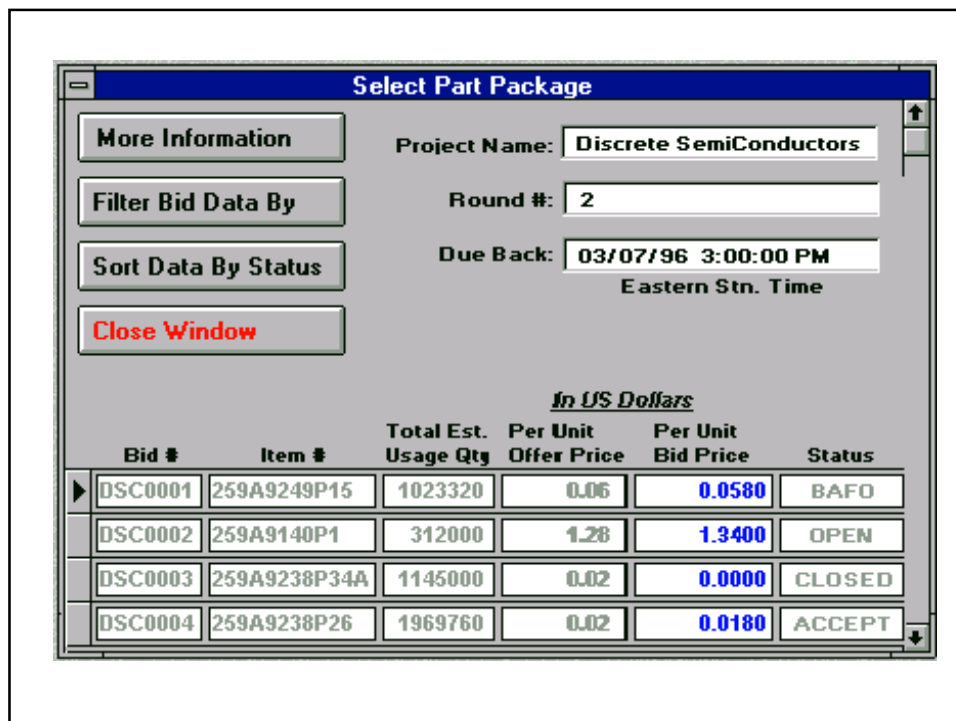 Select Part Package
More Information
Project Name: Discrete SemiConductors
Filter Bid Data By
Round #: 2
Sort Data By Status
Due Back: 03/07/96 3:00:00 PM
Eastern Stn. Time
Close Window
In US Dollars
Total Est. Per Unit Per Unit
Bid # Item # Usage Qty Offer Price Bid Price Status
DSC0001 259A9249P15 1023320 0.06 0.0580 BAFO
DSC0002 259A9140P1 312000 1.28 1.3400 OPEN
DSC0003 259A9238P34A 1145000 0.02 0.0000 CLOSED
DSC0004 259A9238P26 1969760 0.02 0.0180 ACCEPT